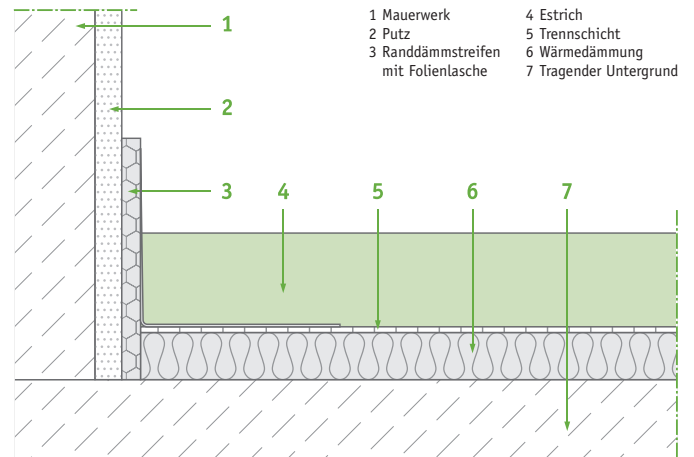 1 Mauerwerk
2 Putz
3 Randdämmstreifen
mit Folienlasche
4 Estrich
5 Trennschicht
6 Wärmedämmung
7 Tragender Untergrund
1
2
3
4
5
6
7